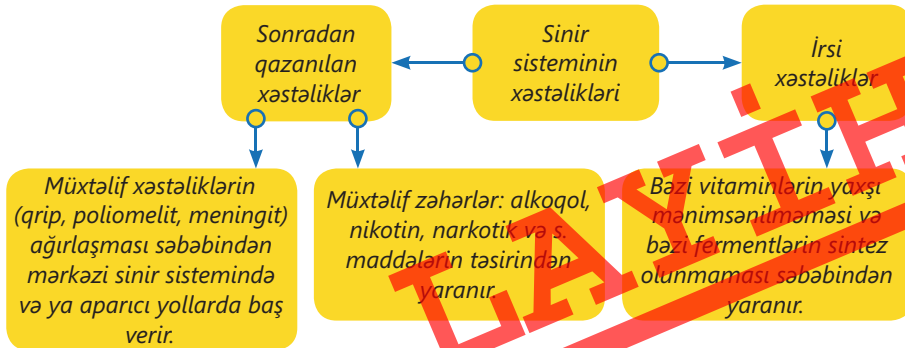 Sonradan
qazanılan
xəstəliklər
Sinir
sisteminin
xəstəlikləri
İrsi
xəstəliklər
Müxtəlif xəstəliklərin
(qrip, poliomelit, meningit)
ağırlaşması səbəbindən
mərkəzi sinir sistemində
və ya aparıcı yollarda baş
verir.
Müxtəlif zəhərlər: alkoqol,
nikotin, narkotik və s.
maddələrin təsirindən
yaranır.
Bəzi vitaminlərin yaxşı
mənimsənilməməsi və
bəzi fermentlərin sintez
olunmaması səbəbindən
yaranır.